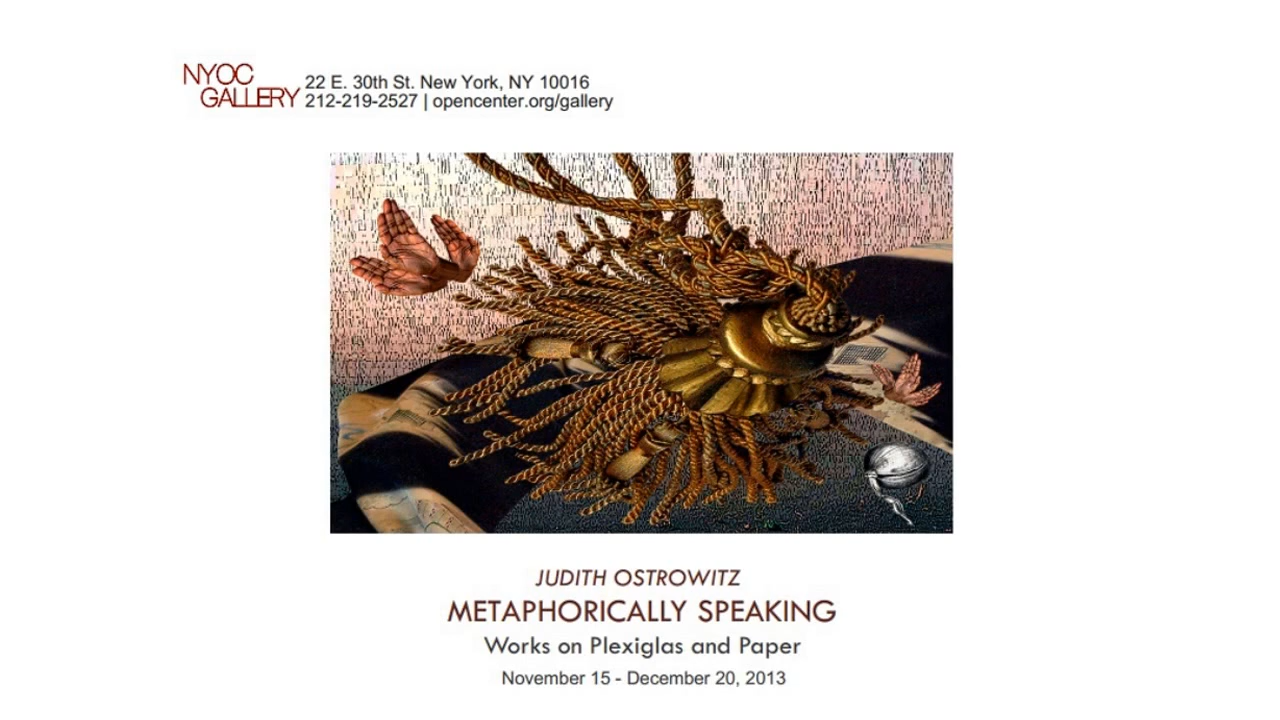 NYOC
GALLERY
22 E. 30th St. New York, NY 10016
212-219-2527 | opencenter.org/gallery
JUDITH OSTROWITZ
METAPHORICALLY SPEAKING
Works on Plexiglas and Paper
November 15 - December 20, 2013